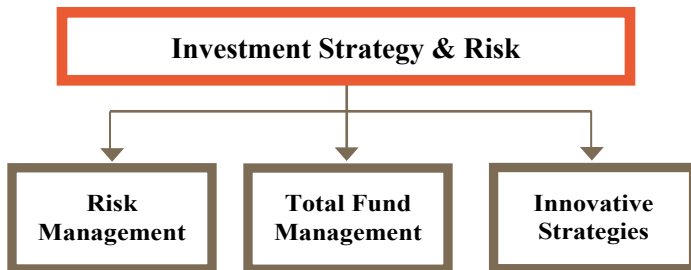 Investment Strategy & Risk
Risk
Management
Total Fund
Management
Innovative
Strategies